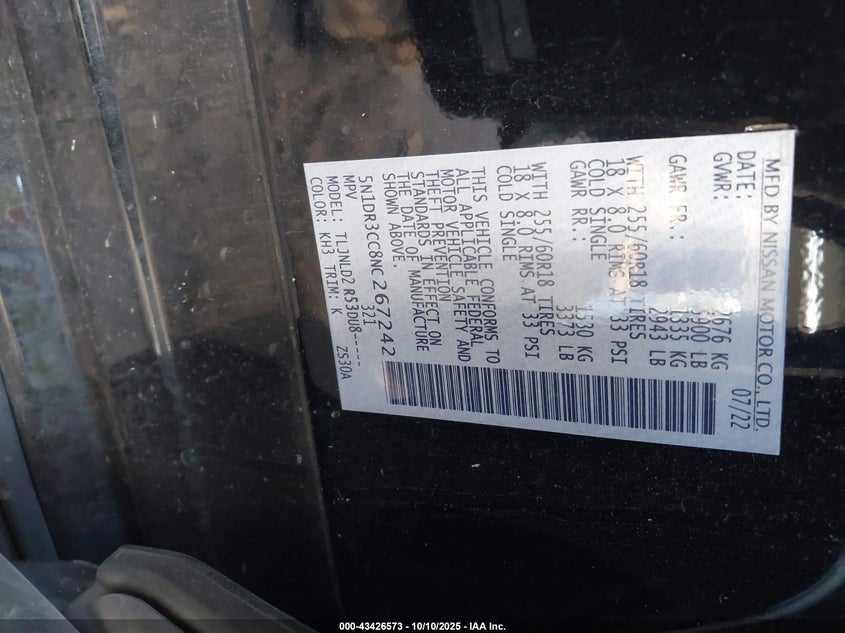 MFD BY NISSAN MOTOR CO., LTD.
DATE: 07/22
GVWR: 2676 KG
5900 LB
GAWR FR.: 1335 KG
2943 LB
WITH 255/60R18 TIRES
18 X 8.0 RIMS AT 33 PSI
COLD SINGLE
GAWR RR.: 1530 KG
3373 LB
WITH 255/60R18 TIRES
18 X 8.0 RIMS AT 33 PSI
COLD SINGLE
THIS VEHICLE CONFORMS TO
ALL APPLICABLE FEDERAL
MOTOR VEHICLE SAFETY AND
THEFT PREVENTION
STANDARDS IN EFFECT ON
THE DATE OF MANUFACTURE
SHOWN ABOVE.
5N1DR3CC8NC267242
MPV 321
MODEL: TLJNLD2 R53DU8-----
COLOR: KH3 TRIM: K ZS30A
000-43426573 - 10/10/2025 - IAA Inc.